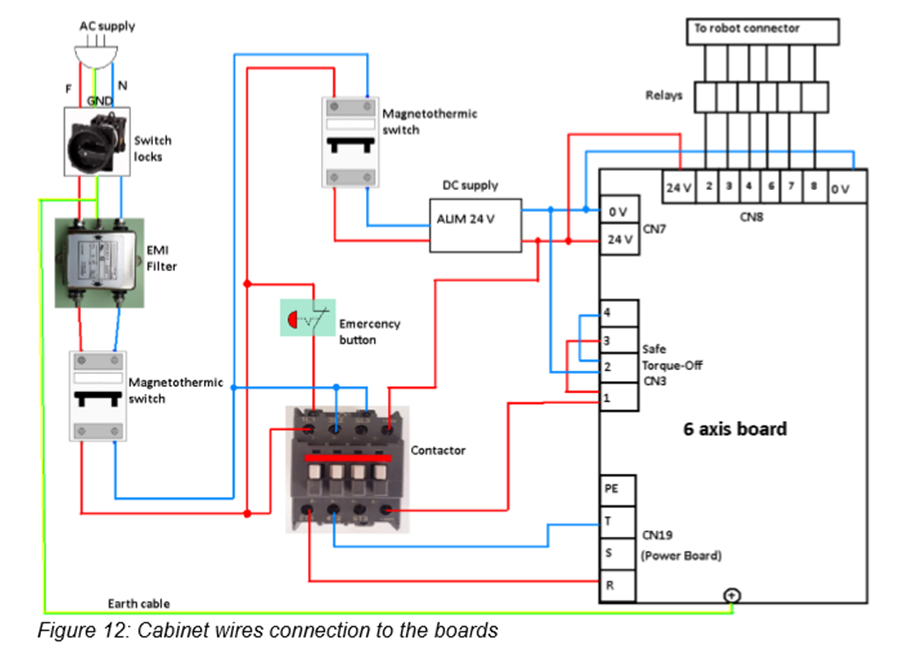 AC supply
F
N
GND
Switch
locks
EMI
Filter
Magnetothermic
switch
Magnetothermic
switch
DC supply
ALIM 24 V
Emercency
button
Contactor
To robot connector
Relays
24 V
2
3
4
6
7
8
0 V
CN8
0 V
24 V
CN7
4
3
2
1
Safe
Torque-Off
CN3
6 axis board
PE
T
S
R
CN19
(Power Board)
Earth cable
Figure 12: Cabinet wires connection to the boards